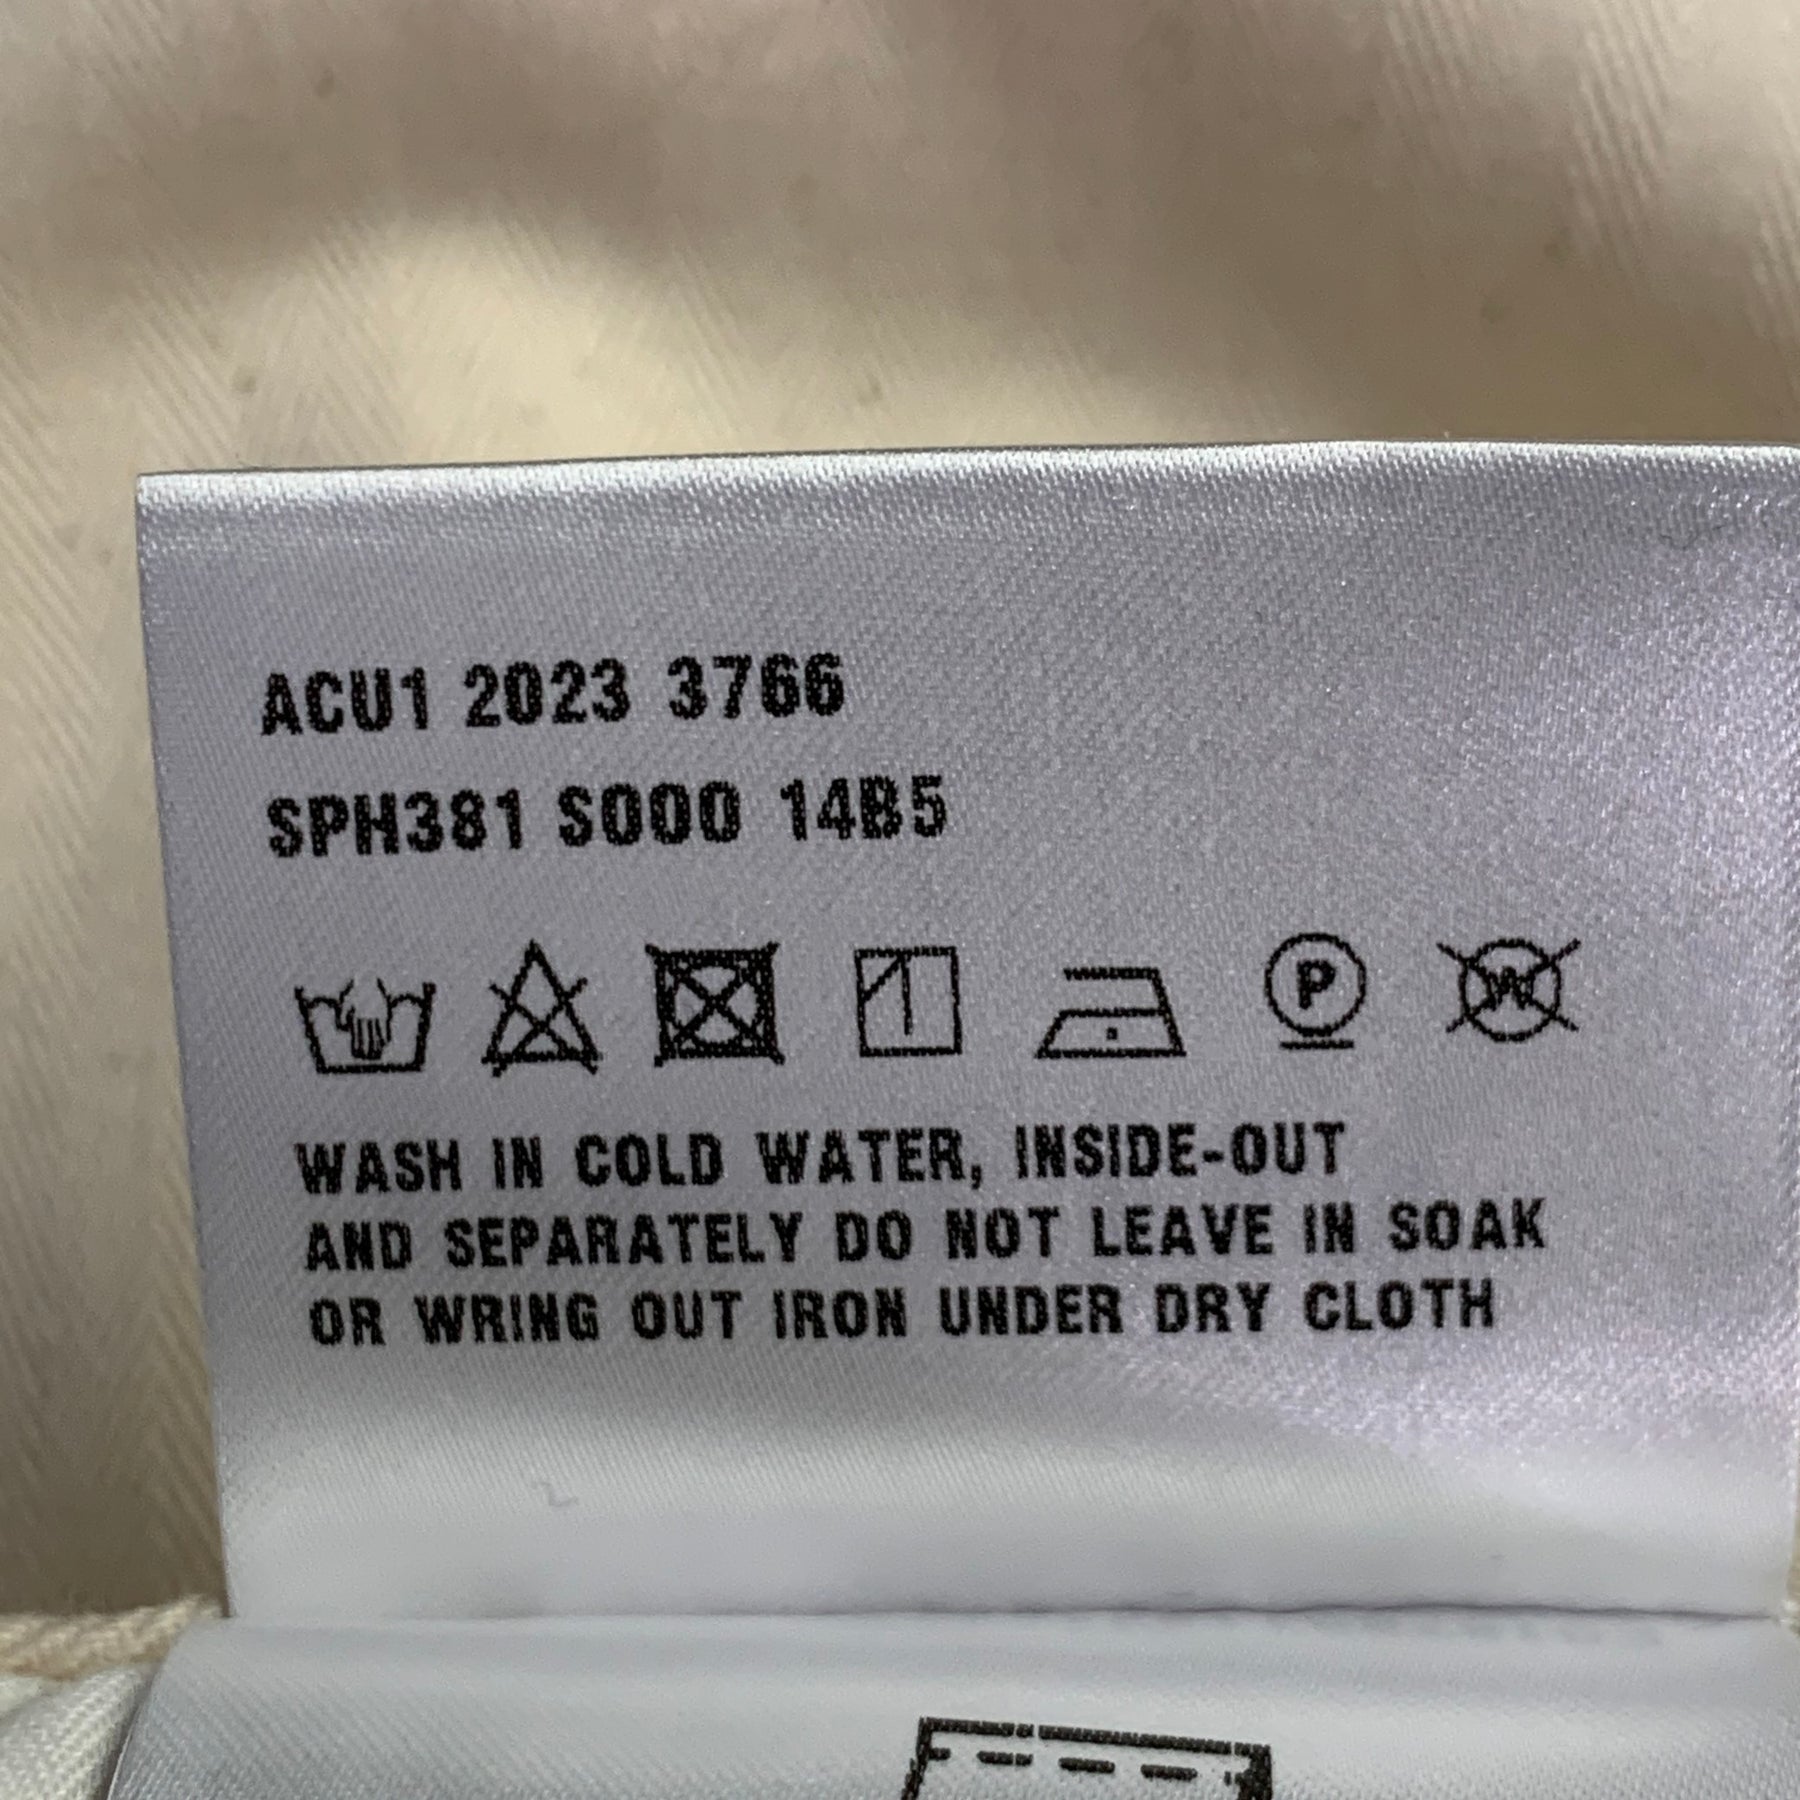 ACU1 2023 3766
SPH381 S000 14B5
P W
WASH IN COLD WATER, INSIDE-OUT
AND SEPARATELY DO NOT LEAVE IN SOAK
OR WRING OUT IRON UNDER DRY CLOTH